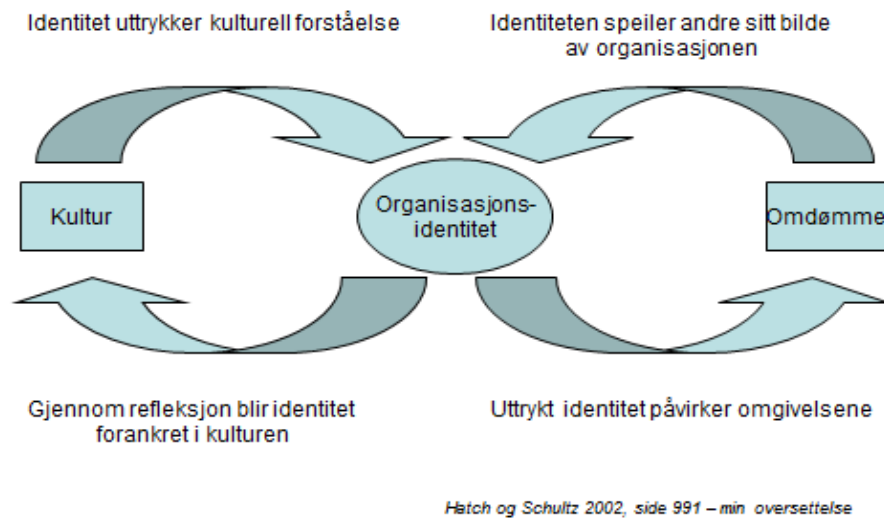 Identitet uttrykker kulturell forståelse
Identiteten speiler andre sitt bilde
av organisasjonen
Kultur
Organisasjons-
identitet
Omdømme
Gjennom refleksjon blir identitet
forankret i kulturen
Uttrykt identitet påvirker omgivelsene
Hatch og Schultz 2002, side 991 – min oversettelse